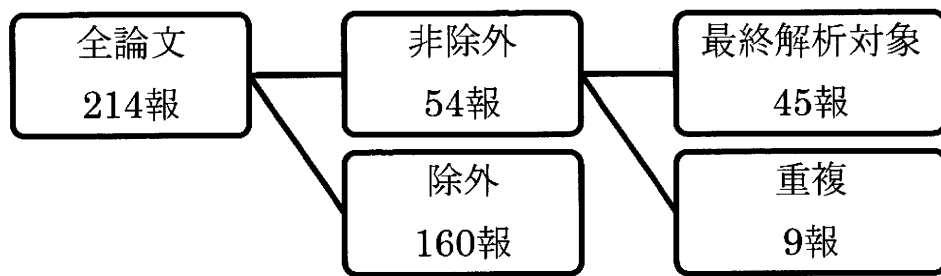 全論文
214報
非除外
54報
最終解析対象
45報
除外
160報
重複
9報